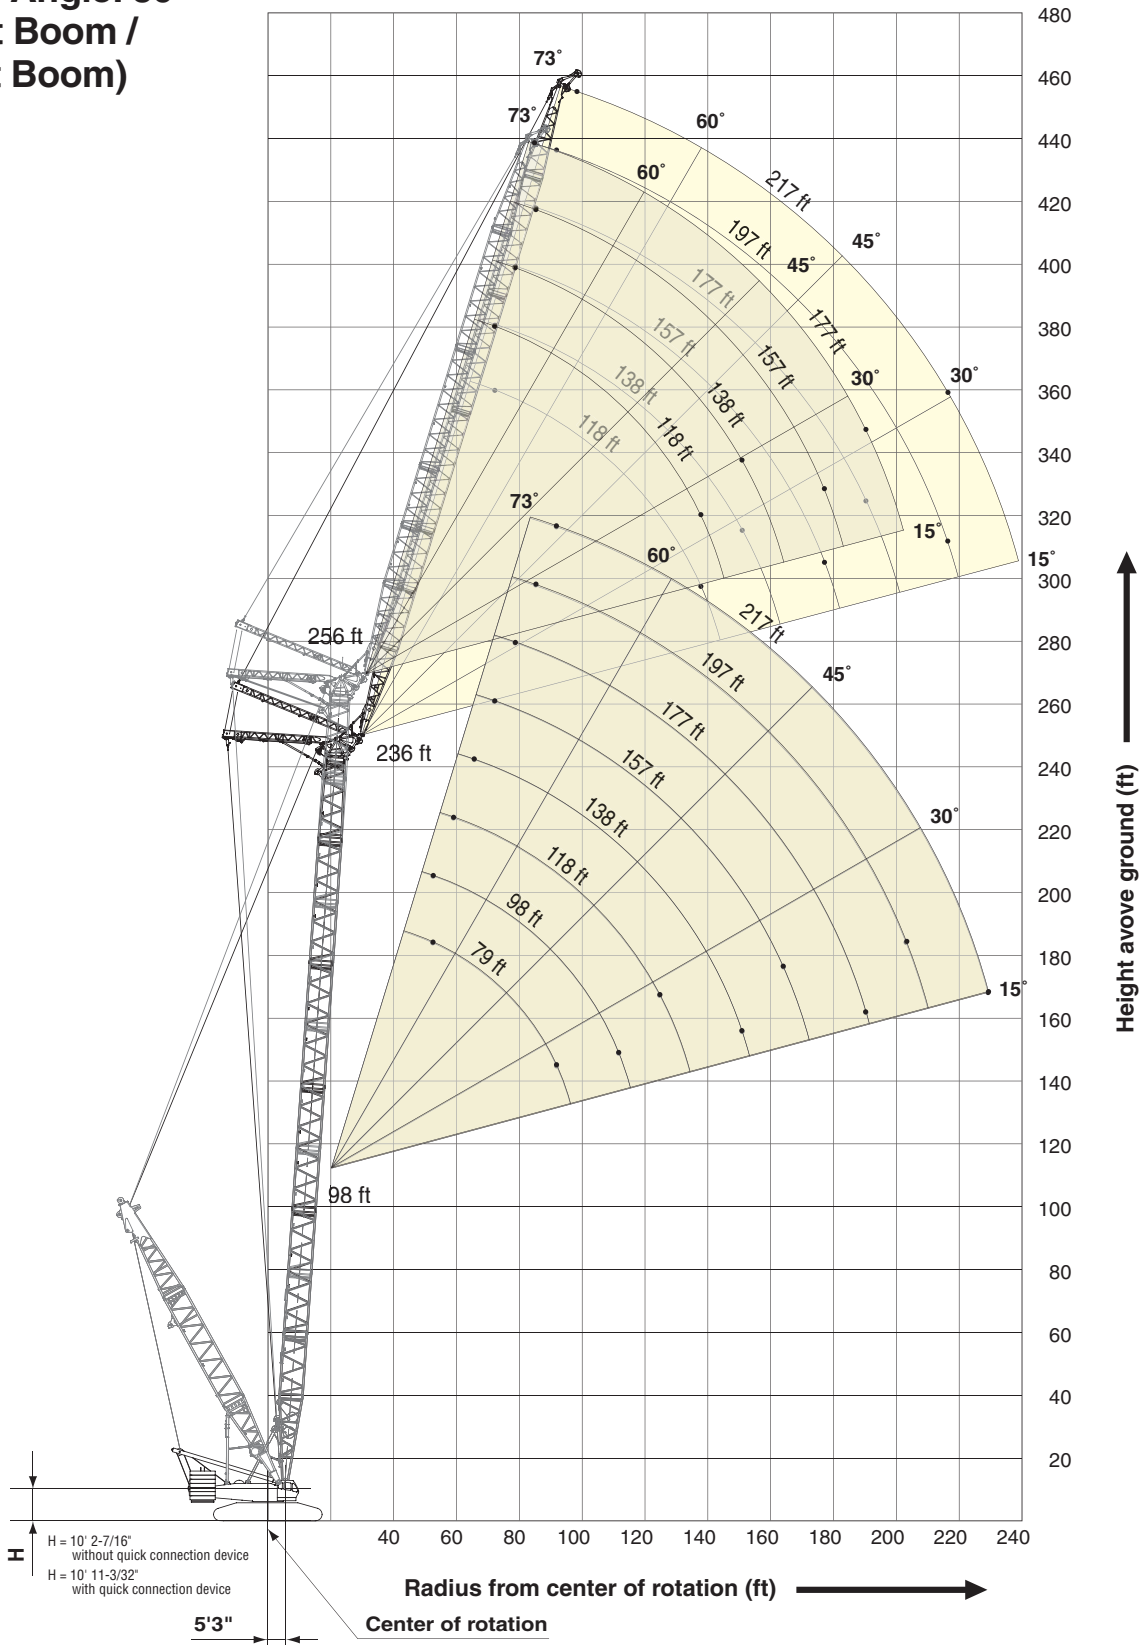 t Boom /
t Boom)
480
460
440
420
400
380
360
340
320
300
280
260
240
220
200
180
160
140
120
100
80
60
40
20
73°
73°
60°
60°
217 ft
197 ft
45°
45°
177 ft
177 ft
157 ft
157 ft
138 ft
138 ft
118 ft
118 ft
30°
30°
15°
15°
73°
60°
217 ft
197 ft
45°
177 ft
157 ft
138 ft
118 ft
98 ft
79 ft
30°
15°
256 ft
236 ft
98 ft
Height avove ground (ft)
40 60 80 100 120 140 160 180 200 220 240
Radius from center of rotation (ft)
Center of rotation
5'3"
H
H = 10' 2-7/16"
without quick connection device
H = 10' 11-3/32"
with quick connection device